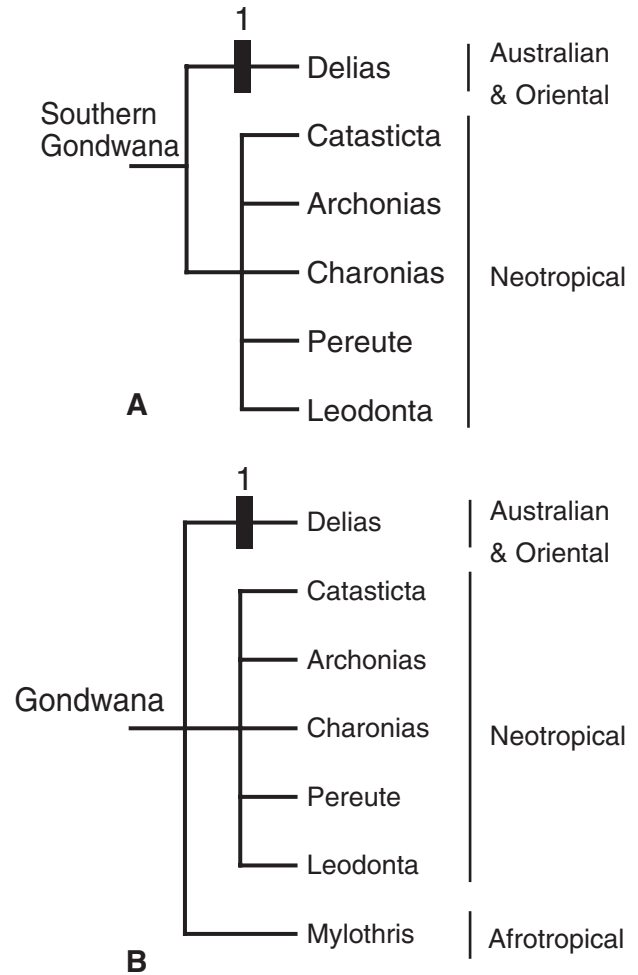 1
Delias
Australian
& Oriental
Southern
Gondwana
Catasticta
Archonias
Charonias
Neotropical
Pereute
A
Leodonta
1
Delias
Australian
& Oriental
Catasticta
Archonias
Gondwana
Charonias
Neotropical
Pereute
Leodonta
Mylothris
Afrotropical
B